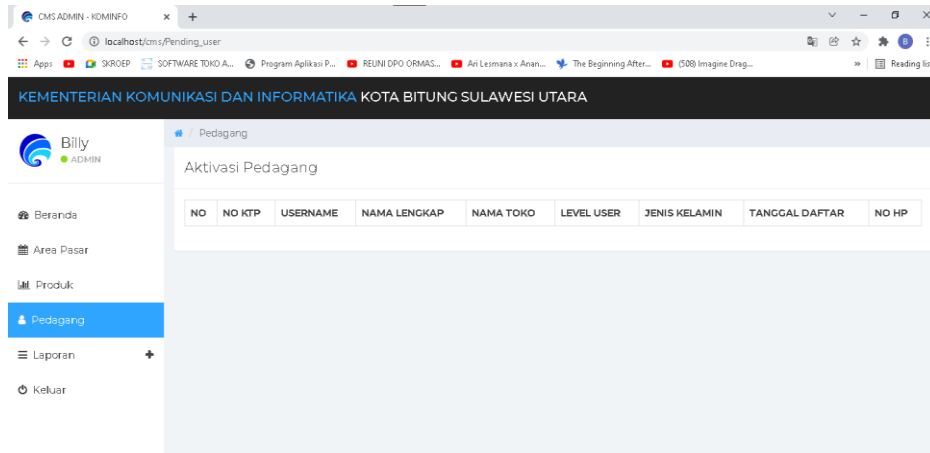 CMS ADMIN - KOMINFO
localhost/cms/Pending_user
Apps SKROEP SOFTWARE TOKO A... Program Aplikasi P... REUNI DPO ORMAS... Ari Lesmana x Anan... The Beginning After... (508) Imagine Drag... » Reading lis
B
KEMENTERIAN KOMUNIKASI DAN INFORMATIKA KOTA BITUNG SULAWESI UTARA
Billy
ADMIN
/ Pedagang
Aktivasi Pedagang
NO NO KTP USERNAME NAMA LENGKAP NAMA TOKO LEVEL USER JENIS KELAMIN TANGGAL DAFTAR NO HP
Beranda
Area Pasar
Produk
Pedagang
Laporan
Keluar